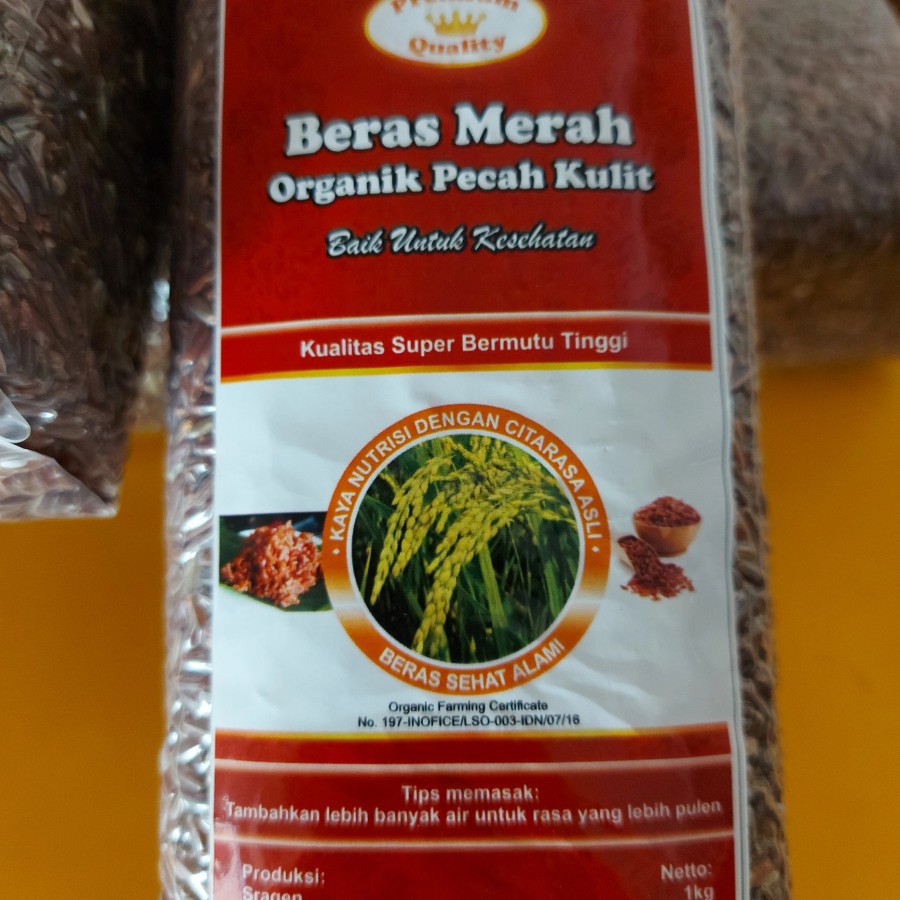 Premium
Quality
Beras Merah
Organik Pecah Kulit
Baik Untuk Kesehatan
Kualitas Super Bermutu Tinggi
• KAYA NUTRISI DENGAN CITARASA ASLI •
BERAS SEHAT ALAMI
Organic Farming Certificate
No. 197-INOFICE/LSO-003-IDN/07/16
Tips memasak:
Tambahkan lebih banyak air untuk rasa yang lebih pulen
Produksi:
Netto:
Sragen
1kg